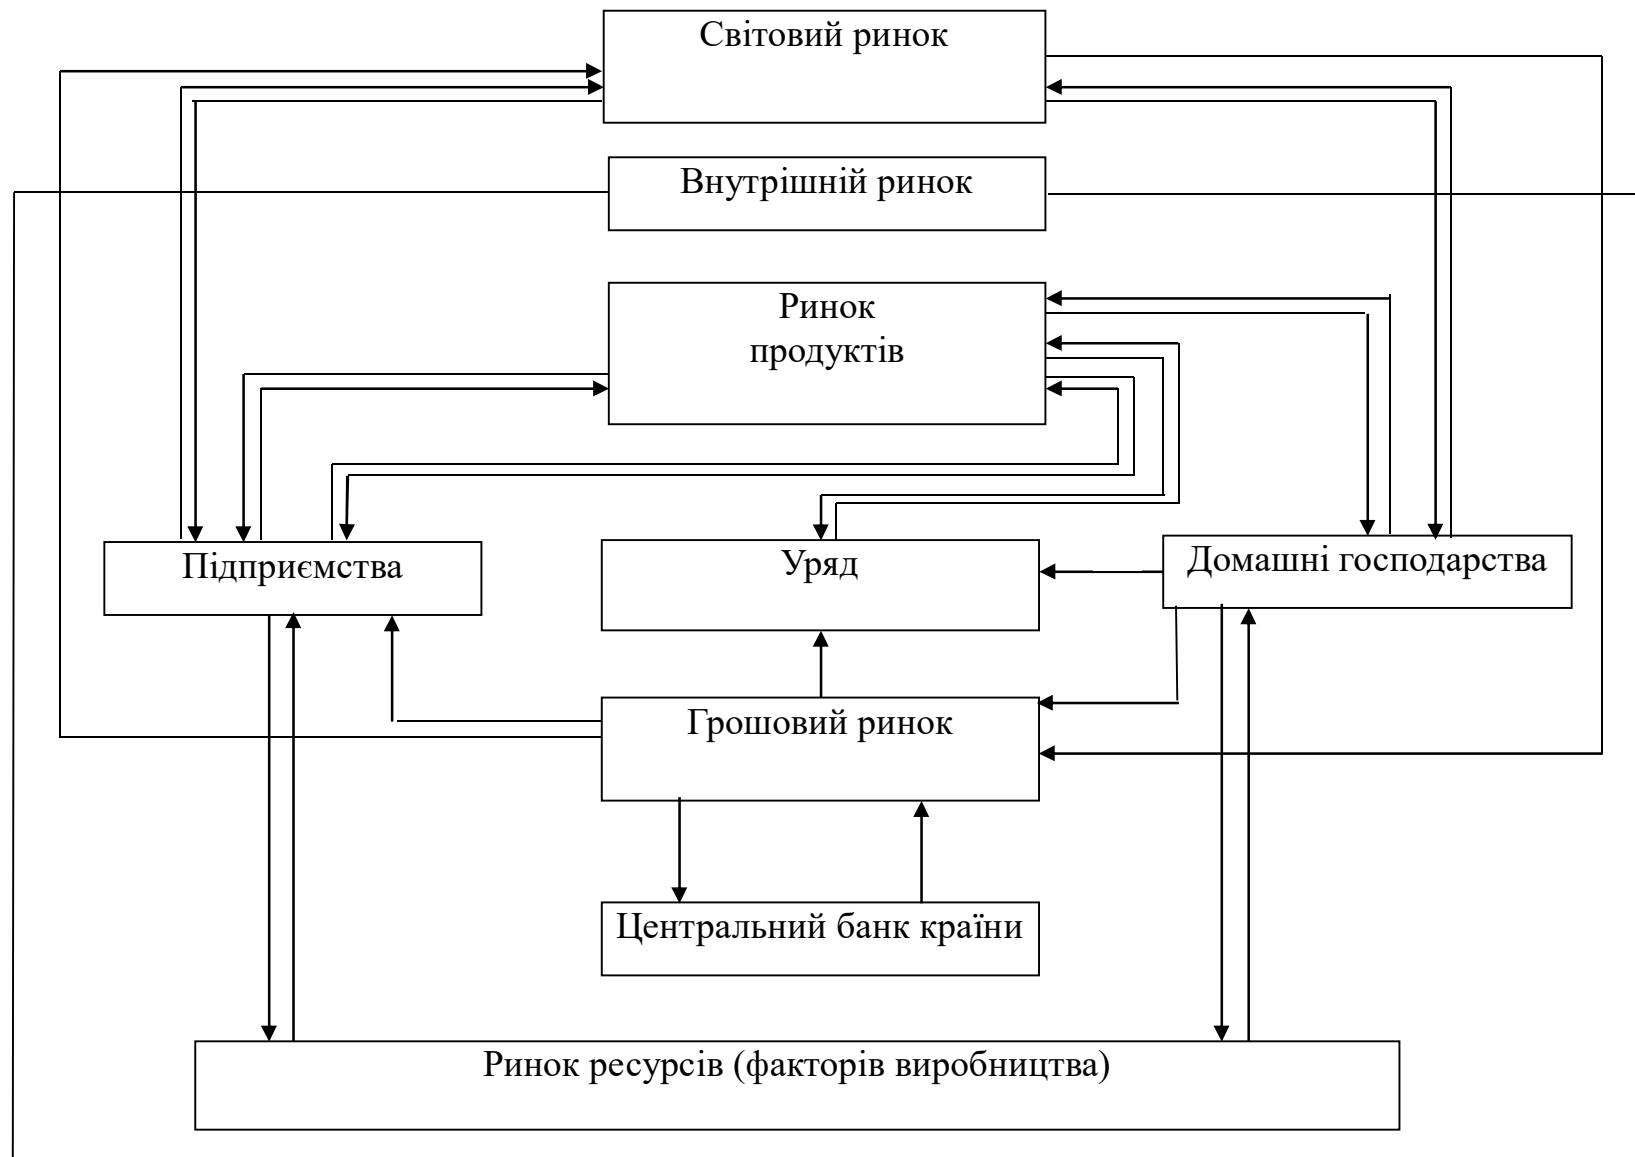 Світовий ринок
Внутрішній ринок
Ринок
продуктів
Підприємства
Уряд
Домашні господарства
Грошовий ринок
Центральний банк країни
Ринок ресурсів (факторів виробництва)